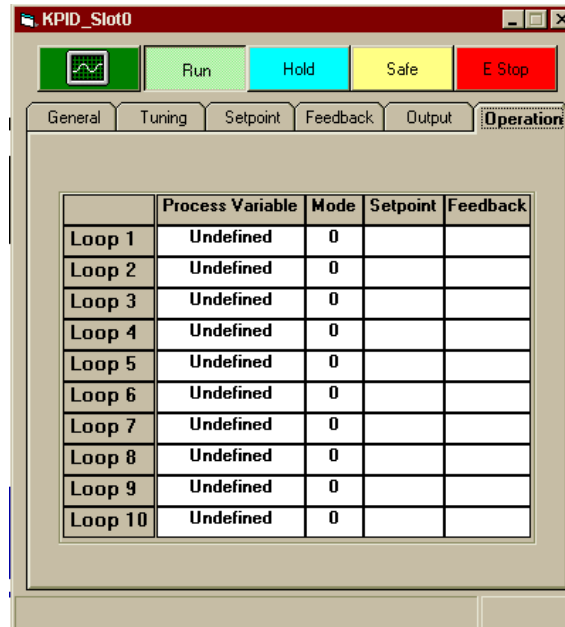 KPID_Slot0
Run Hold Safe E Stop
General Tuning Setpoint Feedback Output Operation
Process Variable Mode Setpoint Feedback
Loop 1 Undefined 0
Loop 2 Undefined 0
Loop 3 Undefined 0
Loop 4 Undefined 0
Loop 5 Undefined 0
Loop 6 Undefined 0
Loop 7 Undefined 0
Loop 8 Undefined 0
Loop 9 Undefined 0
Loop 10 Undefined 0